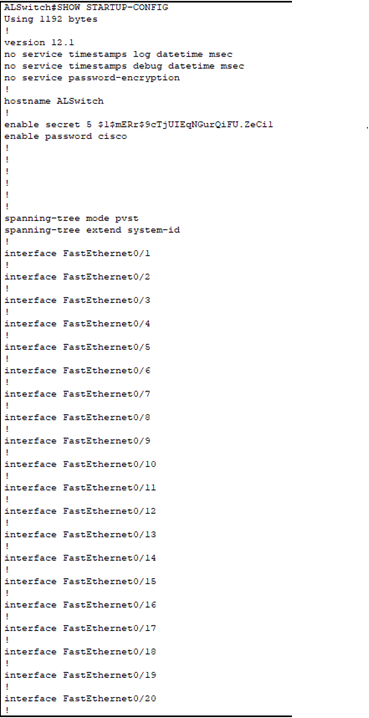 ALSwitch#SHOW STARTUP-CONFIG
Using 1192 bytes
!
version 12.1
no service timestamps log datetime msec
no service timestamps debug datetime msec
no service password-encryption
!
hostname ALSwitch
!
enable secret 5 $1$mERr$9cTjUIEqNGurQiFU.ZeCi1
enable password cisco
!
!
!
!
!
!
spanning-tree mode pvst
spanning-tree extend system-id
!
interface FastEthernet0/1
!
interface FastEthernet0/2
!
interface FastEthernet0/3
!
interface FastEthernet0/4
!
interface FastEthernet0/5
!
interface FastEthernet0/6
!
interface FastEthernet0/7
!
interface FastEthernet0/8
!
interface FastEthernet0/9
!
interface FastEthernet0/10
!
interface FastEthernet0/11
!
interface FastEthernet0/12
!
interface FastEthernet0/13
!
interface FastEthernet0/14
!
interface FastEthernet0/15
!
interface FastEthernet0/16
!
interface FastEthernet0/17
!
interface FastEthernet0/18
!
interface FastEthernet0/19
!
interface FastEthernet0/20
!